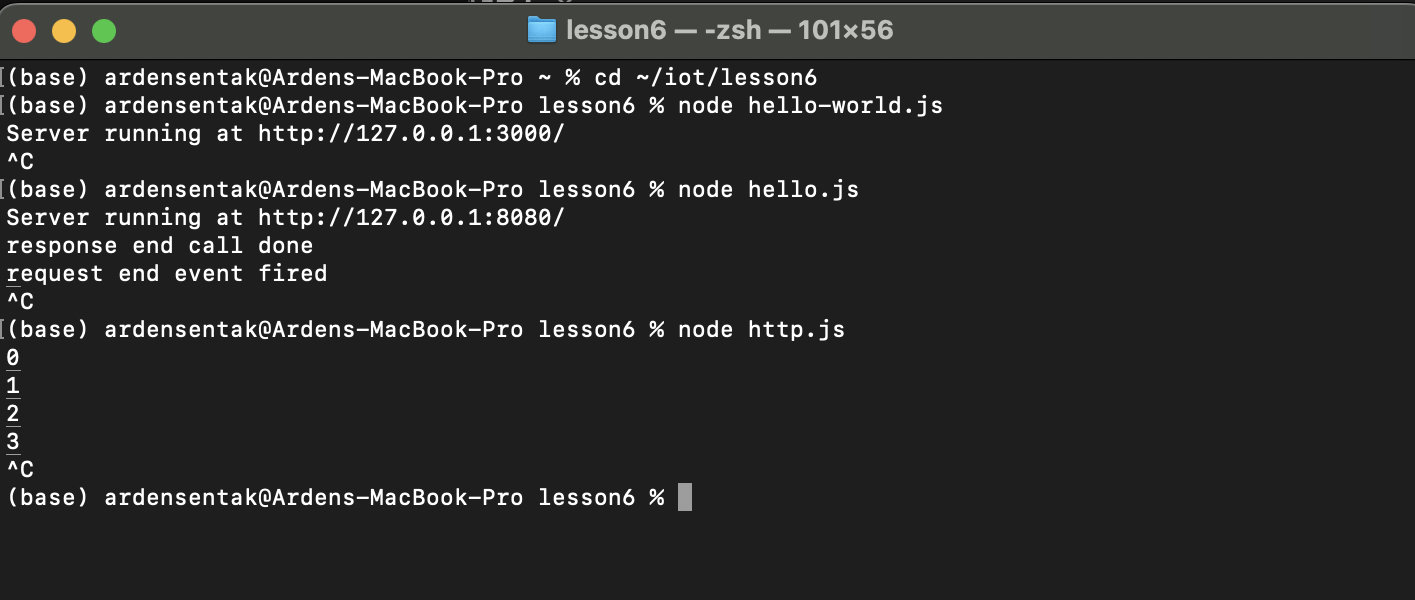 lesson6 — -zsh — 101×56
(base) ardensentak@Ardens-MacBook-Pro ~ % cd ~/iot/lesson6
(base) ardensentak@Ardens-MacBook-Pro lesson6 % node hello-world.js
Server running at http://127.0.0.1:3000/
^C
(base) ardensentak@Ardens-MacBook-Pro lesson6 % node hello.js
Server running at http://127.0.0.1:8080/
response end call done
request end event fired
^C
(base) ardensentak@Ardens-MacBook-Pro lesson6 % node http.js
0
1
2
3
^C
(base) ardensentak@Ardens-MacBook-Pro lesson6 %